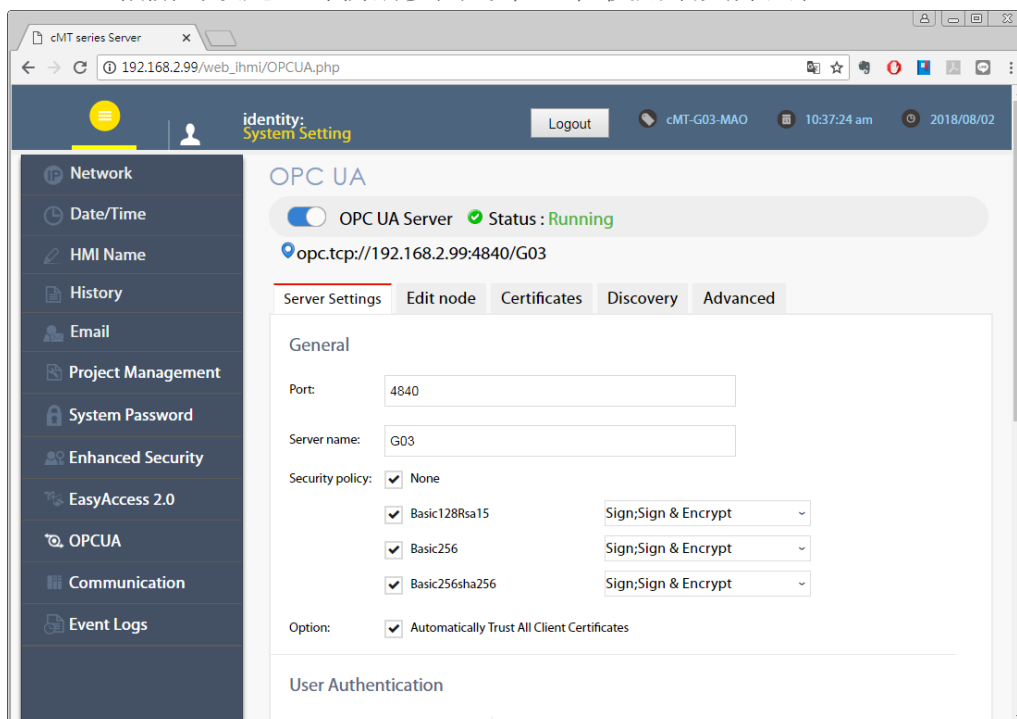 cMT series Server
192.168.2.99/web_ihmi/OPCUA.php
identity:
System Setting
Logout
cMT-G03-MAO
10:37:24 am
2018/08/02
Network
Date/Time
HMI Name
History
Email
Project Management
System Password
Enhanced Security
EasyAccess 2.0
OPCUA
Communication
Event Logs
OPC UA
OPC UA Server Status : Running
opc.tcp://192.168.2.99:4840/G03
Server Settings Edit node Certificates Discovery Advanced
General
Port: 4840
Server name: G03
Security policy: None
Basic128Rsa15 Sign;Sign & Encrypt
Basic256 Sign;Sign & Encrypt
Basic256sha256 Sign;Sign & Encrypt
Option: Automatically Trust All Client Certificates
User Authentication